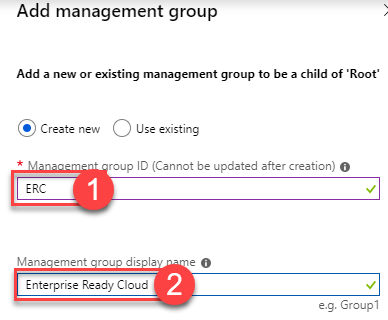 Add management group
Add a new or existing management group to be a child of 'Root'
Create new Use existing
* Management group ID (Cannot be updated after creation)
ERC 1
Management group display name
Enterprise Ready Cloud 2
e.g. Group1